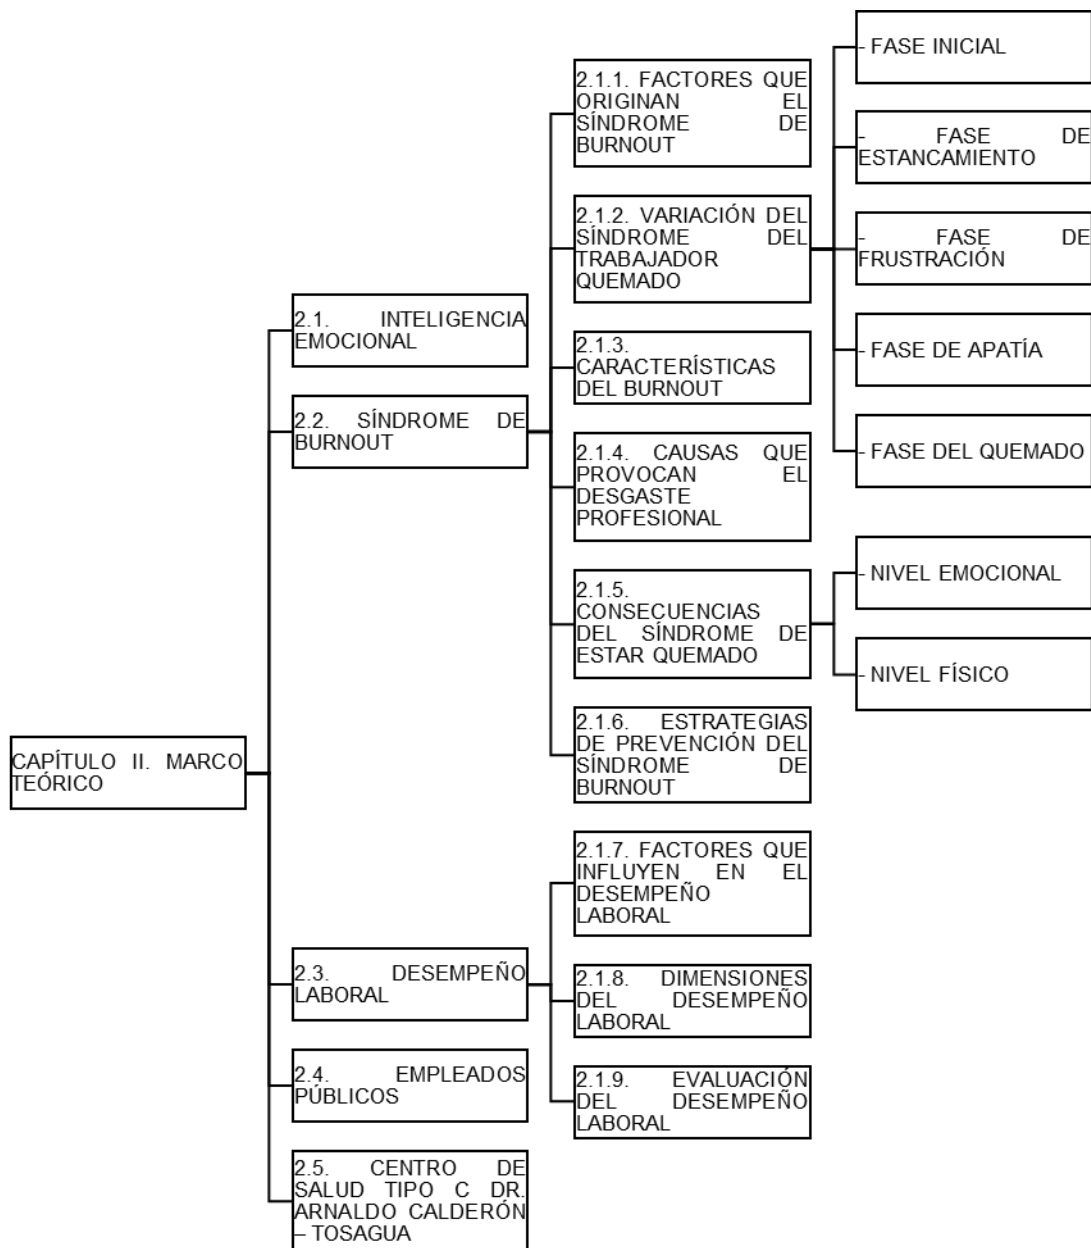 CAPÍTULO II. MARCO
TEÓRICO
2.1. INTELIGENCIA
EMOCIONAL
2.2. SÍNDROME DE
BURNOUT
2.1.1. FACTORES QUE
ORIGINAN EL
SÍNDROME DE
BURNOUT
2.1.2. VARIACIÓN DEL
SÍNDROME DEL
TRABAJADOR
QUEMADO
- FASE INICIAL
- FASE DE
ESTANCAMIENTO
- FASE DE
FRUSTRACIÓN
- FASE DE APATÍA
- FASE DEL QUEMADO
2.1.3.
CARACTERÍSTICAS
DEL BURNOUT
2.1.4. CAUSAS QUE
PROVOCAN EL
DESGASTE
PROFESIONAL
2.1.5.
CONSECUENCIAS
DEL SÍNDROME DE
ESTAR QUEMADO
- NIVEL EMOCIONAL
- NIVEL FÍSICO
2.1.6. ESTRATEGIAS
DE PREVENCIÓN DEL
SÍNDROME DE
BURNOUT
2.3. DESEMPEÑO
LABORAL
2.1.7. FACTORES QUE
INFLUYEN EN EL
DESEMPEÑO
LABORAL
2.1.8. DIMENSIONES
DEL DESEMPEÑO
LABORAL
2.1.9. EVALUACIÓN
DEL DESEMPEÑO
LABORAL
2.4. EMPLEADOS
PÚBLICOS
2.5. CENTRO DE
SALUD TIPO C DR.
ARNALDO CALDERÓN
– TOSAGUA